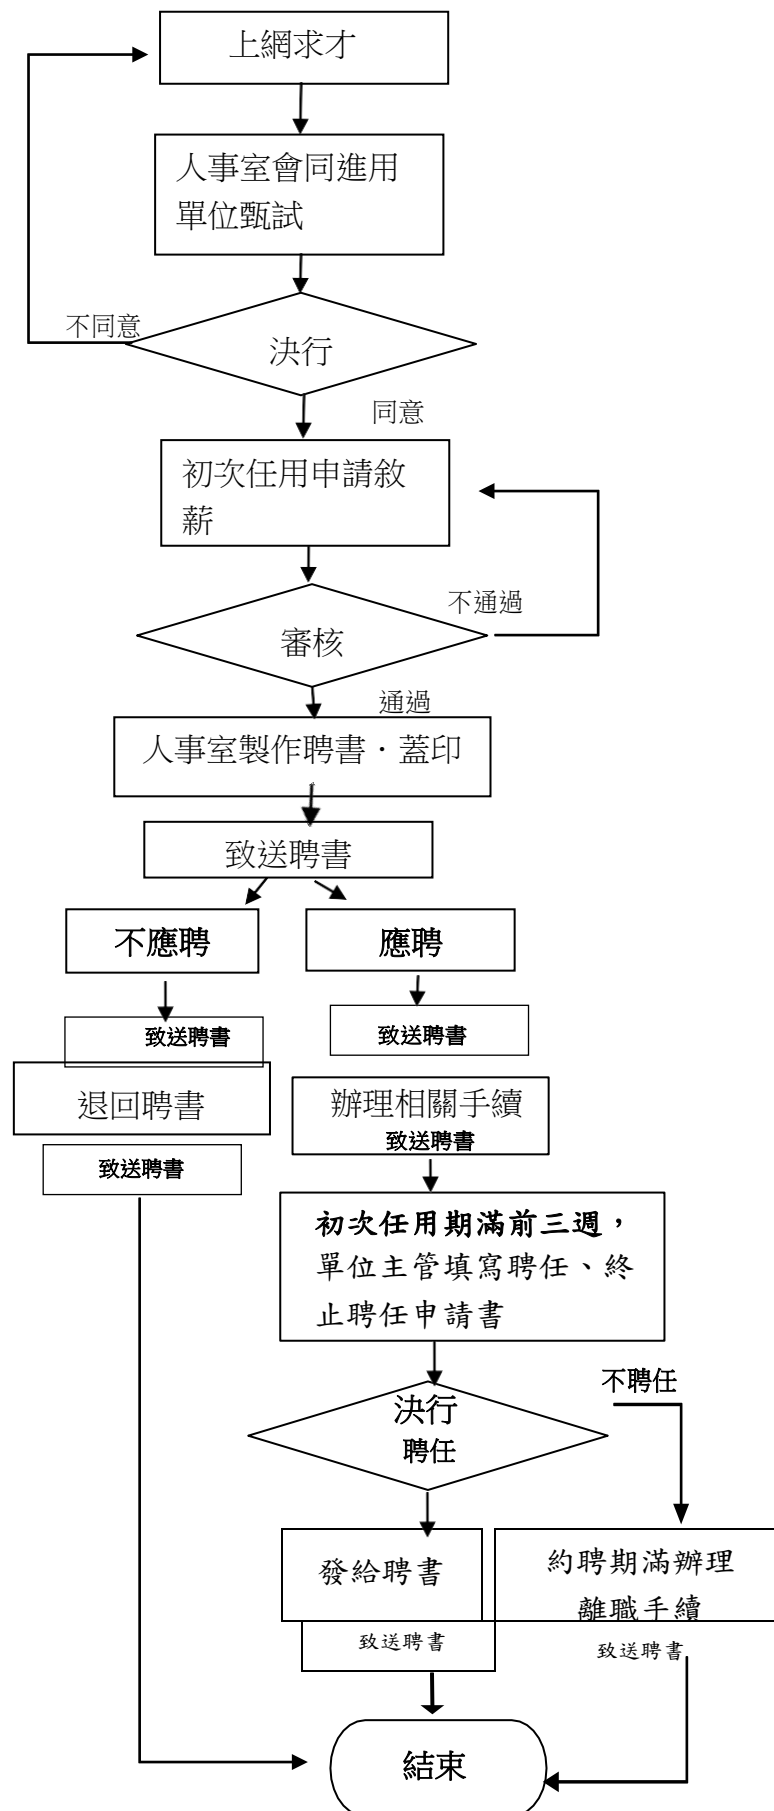 上網求才
人事室會同進用
單位甄試
不同意
決行
同意
初次任用申請敘
薪
不通過
審核
通過
人事室製作聘書．蓋印
致送聘書
不應聘
應聘
致送聘書
致送聘書
退回聘書
辦理相關手續
致送聘書
致送聘書
初次任用期滿前三週，
單位主管填寫聘任、終
止聘任申請書
不聘任
決行
聘任
發給聘書
約聘期滿辦理
離職手續
致送聘書
致送聘書
結束